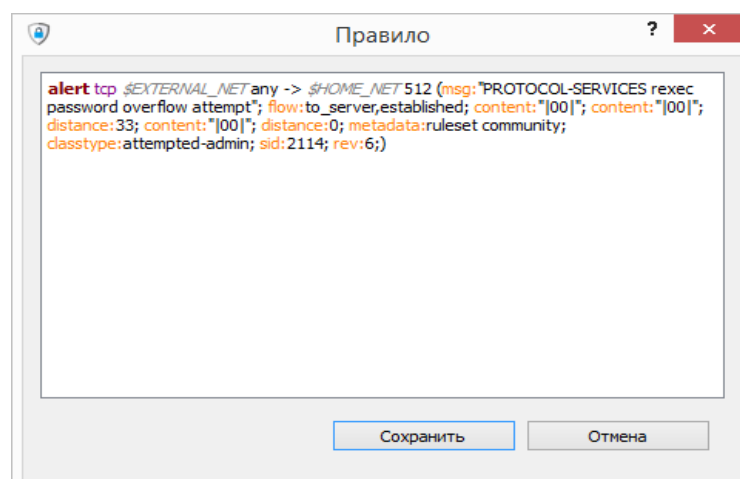 Правило
?
×
alert tcp $EXTERNAL_NET any -> $HOME_NET 512 (msg:"PROTOCOL-SERVICES rexec
password overflow attempt"; flow:to_server,established; content:"|00|"; content:"|00|";
distance:33; content:"|00|"; distance:0; metadata:ruleset community;
classtype:attempted-admin; sid:2114; rev:6;)
Сохранить Отмена